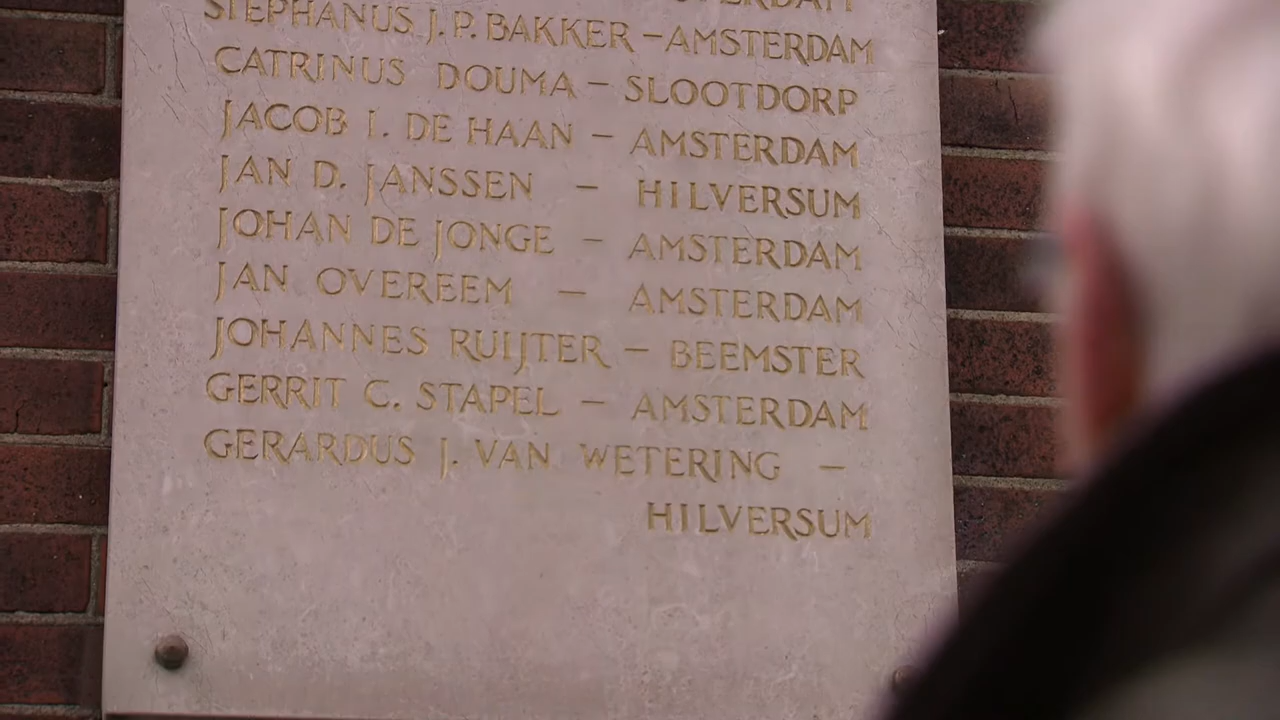 STEPHANUS J.P. BAKKER – AMSTERDAM
CATRINUS DOUMA – SLOOTDORP
JACOB I. DE HAAN – AMSTERDAM
JAN D. JANSSEN – HILVERSUM
JOHAN DE JONGE – AMSTERDAM
JAN OVEREEM – AMSTERDAM
JOHANNES RUIJTER – BEEMSTER
GERRIT C. STAPEL – AMSTERDAM
GERARDUS J. VAN WETERING –
HILVERSUM